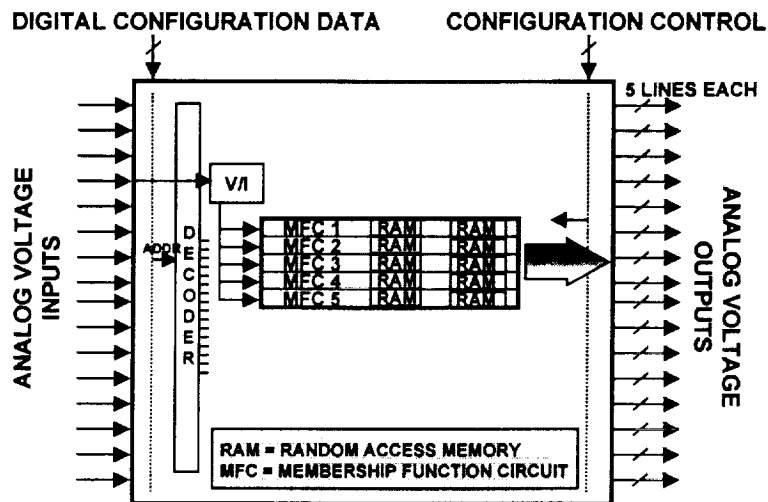 DIGITAL CONFIGURATION DATA
CONFIGURATION CONTROL
5 LINES EACH
ANALOG VOLTAGE
INPUTS
V/I
ADDR
DECODER
MFC 1 RAM RAM
MFC 2 RAM RAM
MFC 3 RAM RAM
MFC 4 RAM RAM
MFC 5 RAM RAM
ANALOG VOLTAGE
OUTPUTS
RAM = RANDOM ACCESS MEMORY
MFC = MEMBERSHIP FUNCTION CIRCUIT